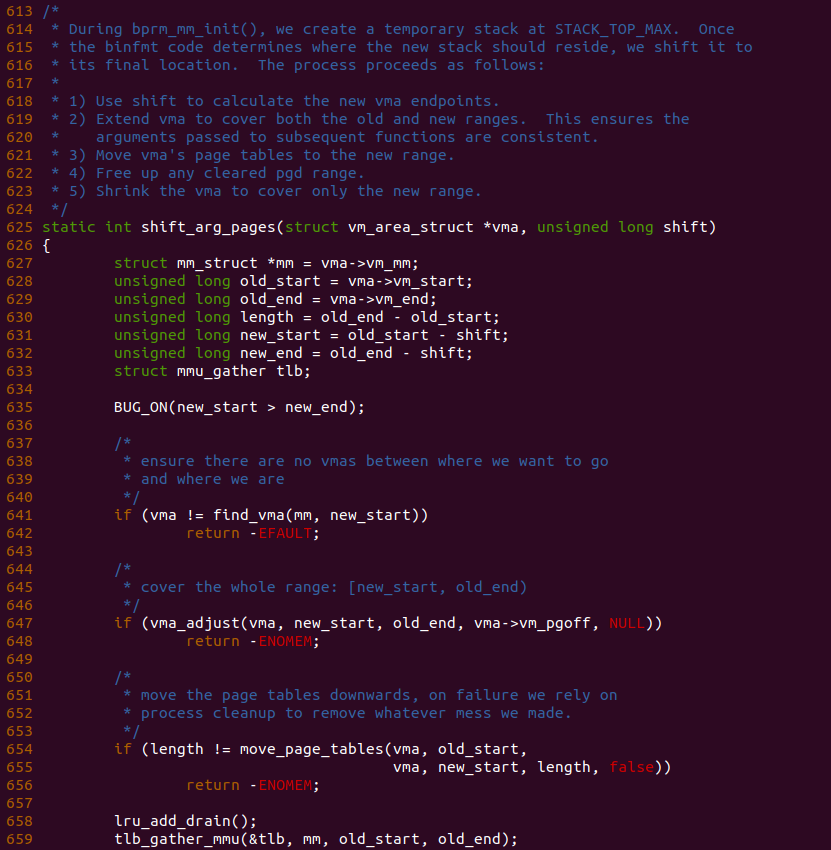 613 /*
614  * During bprm_mm_init(), we create a temporary stack at STACK_TOP_MAX.  Once
615  * the binfmt code determines where the new stack should reside, we shift it to
616  * its final location.  The process proceeds as follows:
617  *
618  * 1) Use shift to calculate the new vma endpoints.
619  * 2) Extend vma to cover both the old and new ranges.  This ensures the
620  *    arguments passed to subsequent functions are consistent.
621  * 3) Move vma's page tables to the new range.
622  * 4) Free up any cleared pgd range.
623  * 5) Shrink the vma to cover only the new range.
624  */
625 static int shift_arg_pages(struct vm_area_struct *vma, unsigned long shift)
626 {
627         struct mm_struct *mm = vma->vm_mm;
628         unsigned long old_start = vma->vm_start;
629         unsigned long old_end = vma->vm_end;
630         unsigned long length = old_end - old_start;
631         unsigned long new_start = old_start - shift;
632         unsigned long new_end = old_end - shift;
633         struct mmu_gather tlb;
634
635         BUG_ON(new_start > new_end);
636
637         /*
638          * ensure there are no vmas between where we want to go
639          * and where we are
640          */
641         if (vma != find_vma(mm, new_start))
642                 return -EFAULT;
643
644         /*
645          * cover the whole range: [new_start, old_end)
646          */
647         if (vma_adjust(vma, new_start, old_end, vma->vm_pgoff, NULL))
648                 return -ENOMEM;
649
650         /*
651          * move the page tables downwards, on failure we rely on
652          * process cleanup to remove whatever mess we made.
653          */
654         if (length != move_page_tables(vma, old_start,
655                                        vma, new_start, length, false))
656                 return -ENOMEM;
657
658         lru_add_drain();
659         tlb_gather_mmu(&tlb, mm, old_start, old_end);